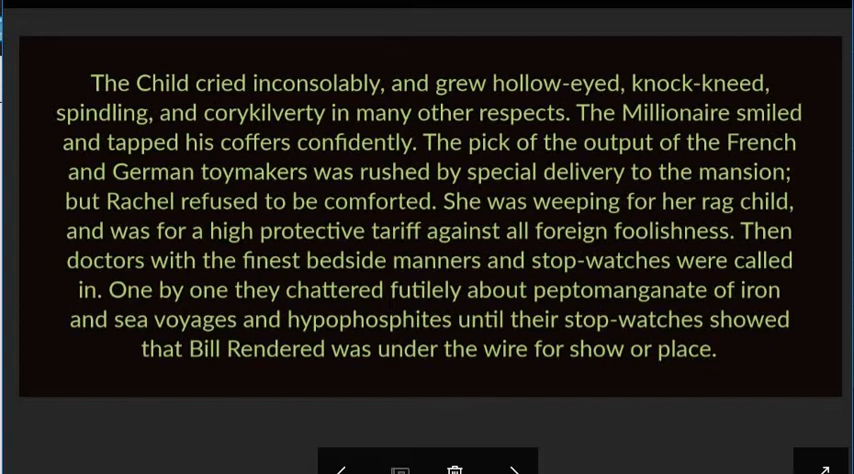 The Child cried inconsolably, and grew hollow-eyed, knock-kneed,
spindling, and corykilverty in many other respects. The Millionaire smiled
and tapped his coffers confidently. The pick of the output of the French
and German toymakers was rushed by special delivery to the mansion;
but Rachel refused to be comforted. She was weeping for her rag child,
and was for a high protective tariff against all foreign foolishness. Then
doctors with the finest bedside manners and stop-watches were called
in. One by one they chattered futilely about peptomanganate of iron
and sea voyages and hypophosphites until their stop-watches showed
that Bill Rendered was under the wire for show or place.